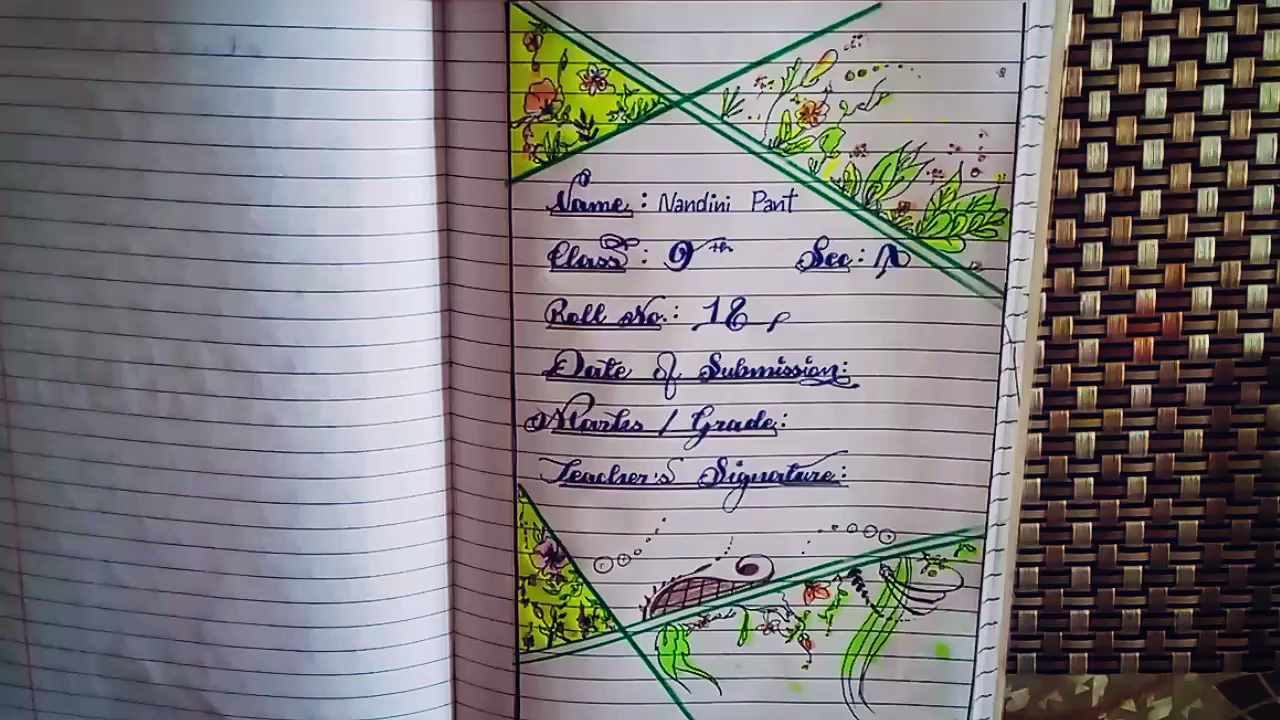 Name : Nandini Pant
Class : 9th Sec : A
Roll No. : 18
Date of Submission:
Marks / Grade:
Teacher's Signature: